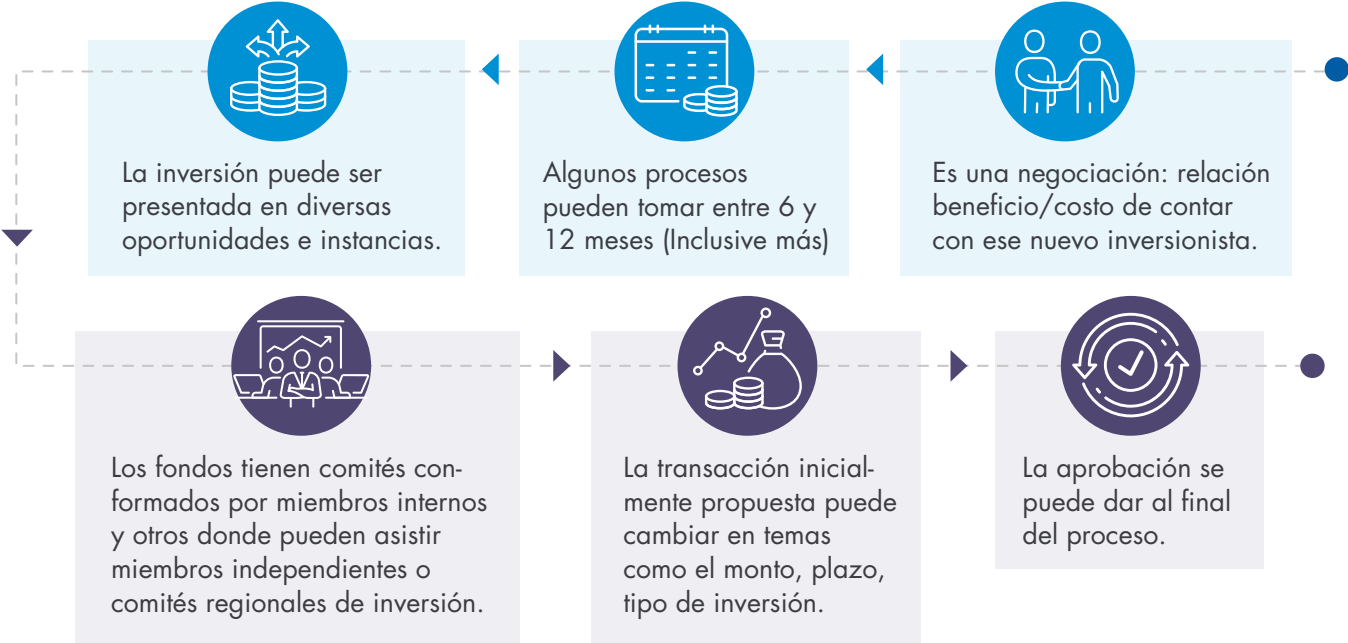 La inversión puede ser
presentada en diversas
oportunidades e instancias.
Algunos procesos
pueden tomar entre 6 y
12 meses (Inclusive más)
Es una negociación: relación
beneficio/costo de contar
con ese nuevo inversionista.
Los fondos tienen comités con-
formados por miembros internos
y otros donde pueden asistir
miembros independientes o
comités regionales de inversión.
La transacción inicial-
mente propuesta puede
cambiar en temas
como el monto, plazo,
tipo de inversión.
La aprobación se
puede dar al final
del proceso.